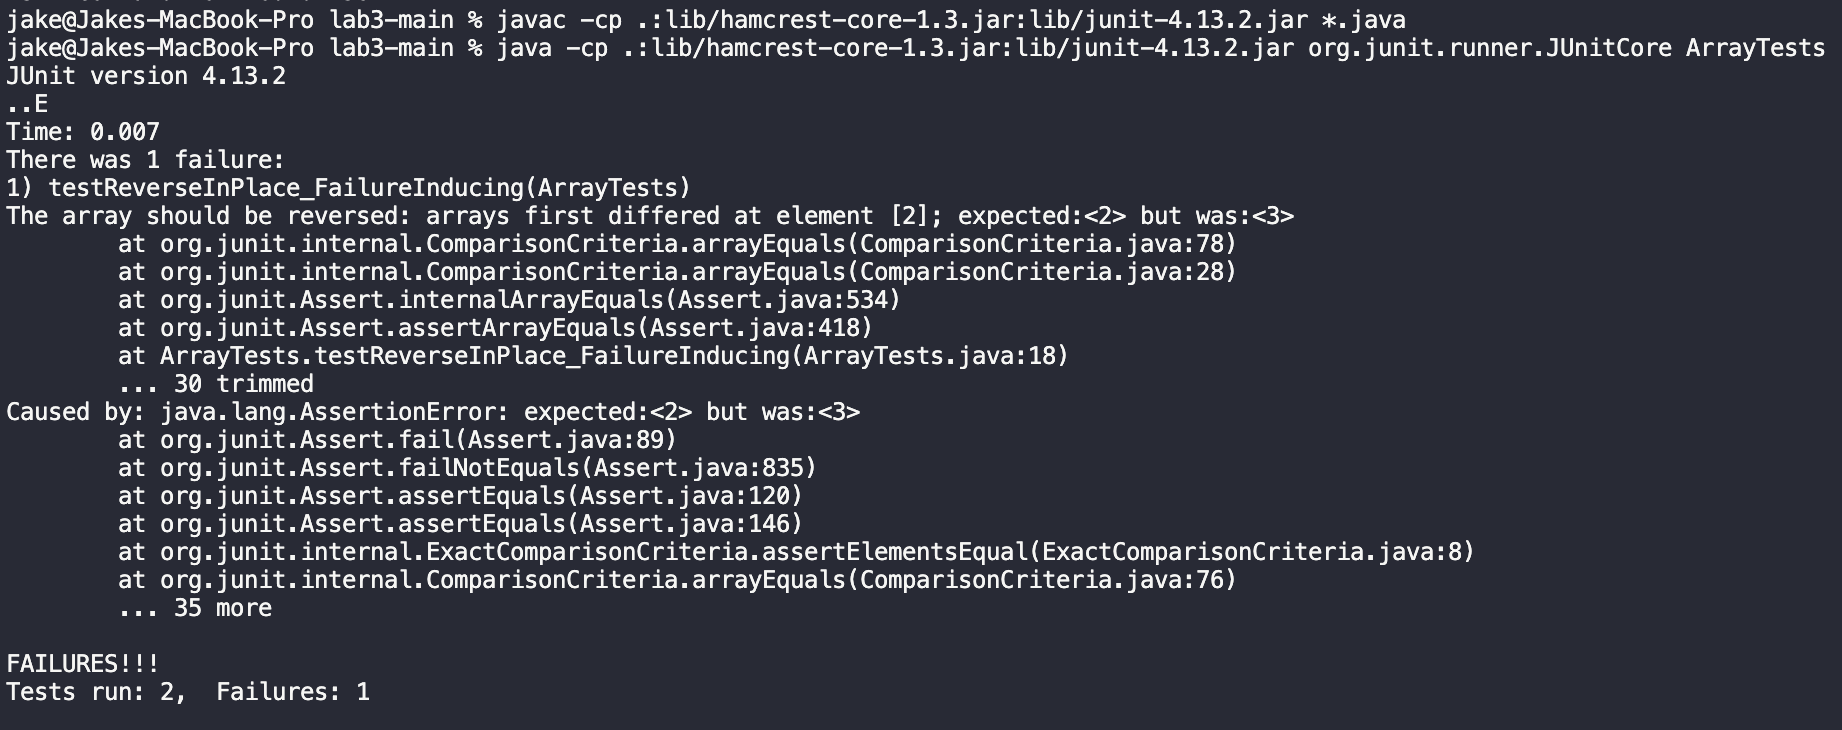 jake@Jakes-MacBook-Pro lab3-main % javac -cp .:lib/hamcrest-core-1.3.jar:lib/junit-4.13.2.jar *.java
jake@Jakes-MacBook-Pro lab3-main % java -cp .:lib/hamcrest-core-1.3.jar:lib/junit-4.13.2.jar org.junit.runner.JUnitCore ArrayTests
JUnit version 4.13.2
..E
Time: 0.007
There was 1 failure:
1) testReverseInPlace_FailureInducing(ArrayTests)
The array should be reversed: arrays first differed at element [2]; expected:<2> but was:<3>
	at org.junit.internal.ComparisonCriteria.arrayEquals(ComparisonCriteria.java:78)
	at org.junit.internal.ComparisonCriteria.arrayEquals(ComparisonCriteria.java:28)
	at org.junit.Assert.internalArrayEquals(Assert.java:534)
	at org.junit.Assert.assertArrayEquals(Assert.java:418)
	at ArrayTests.testReverseInPlace_FailureInducing(ArrayTests.java:18)
	... 30 trimmed
Caused by: java.lang.AssertionError: expected:<2> but was:<3>
	at org.junit.Assert.fail(Assert.java:89)
	at org.junit.Assert.failNotEquals(Assert.java:835)
	at org.junit.Assert.assertEquals(Assert.java:120)
	at org.junit.Assert.assertEquals(Assert.java:146)
	at org.junit.internal.ExactComparisonCriteria.assertElementsEqual(ExactComparisonCriteria.java:8)
	at org.junit.internal.ComparisonCriteria.arrayEquals(ComparisonCriteria.java:76)
	... 35 more

FAILURES!!!
Tests run: 2,  Failures: 1